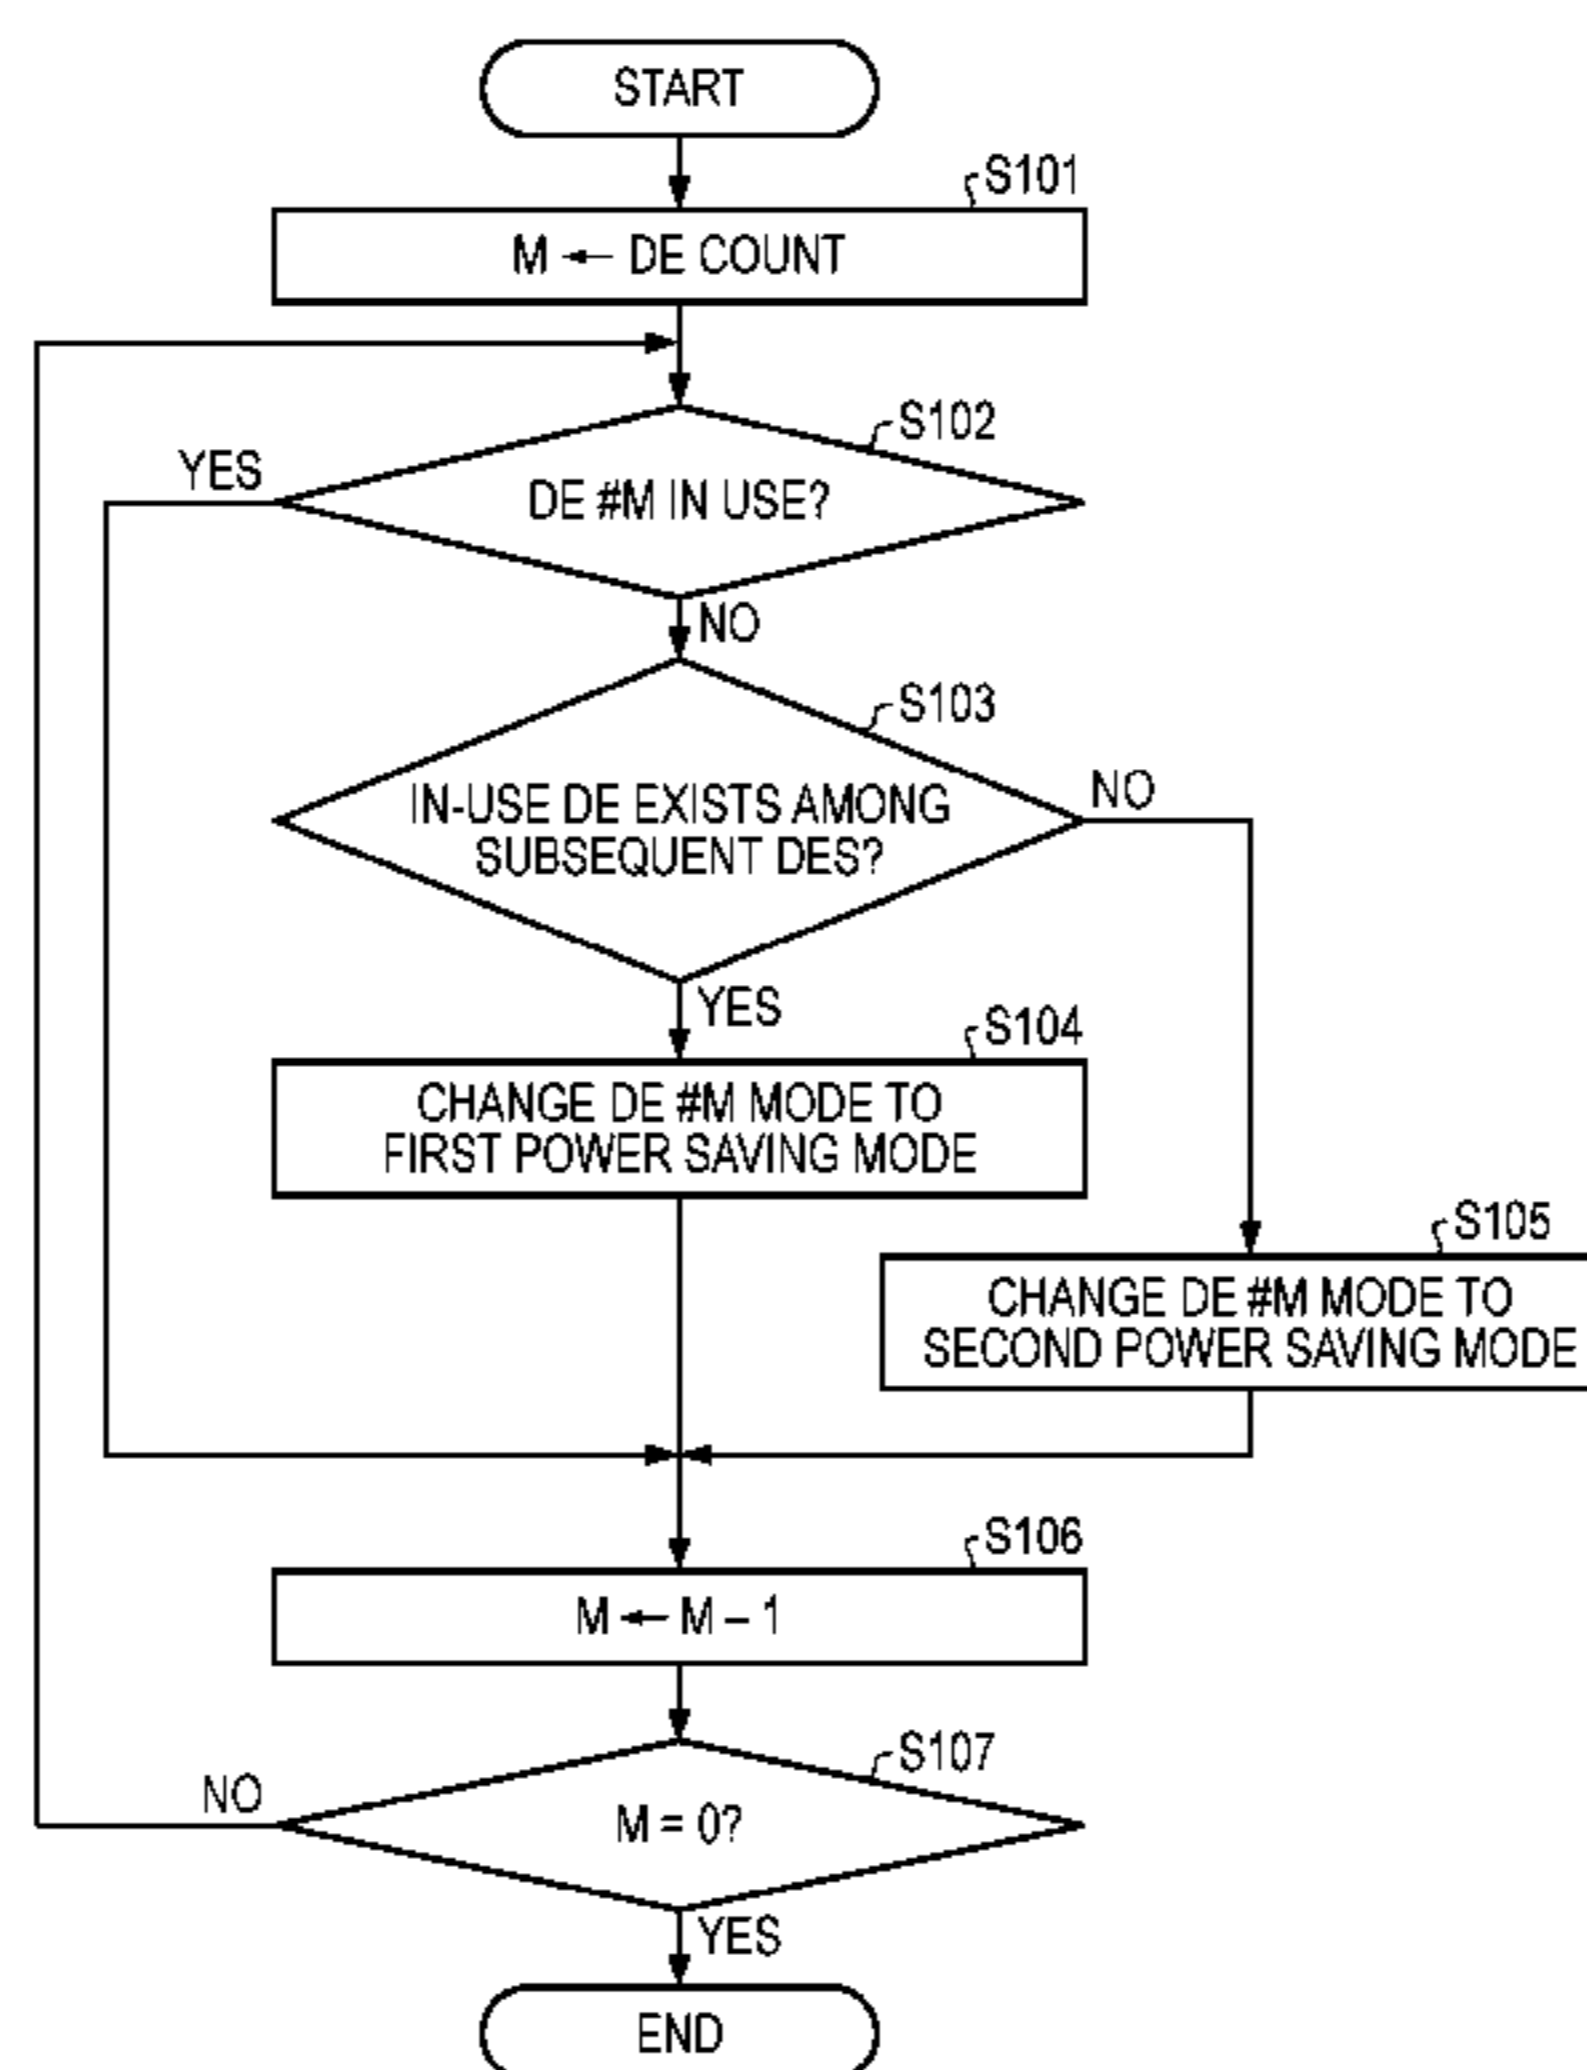 START
S101
M ← DE COUNT
S102
YES
DE #M IN USE?
NO
S103
IN-USE DE EXISTS AMONG
SUBSEQUENT DES?
NO
YES
S104
CHANGE DE #M MODE TO
FIRST POWER SAVING MODE
S105
CHANGE DE #M MODE TO
SECOND POWER SAVING MODE
S106
M ← M – 1
S107
NO
M = 0?
YES
END